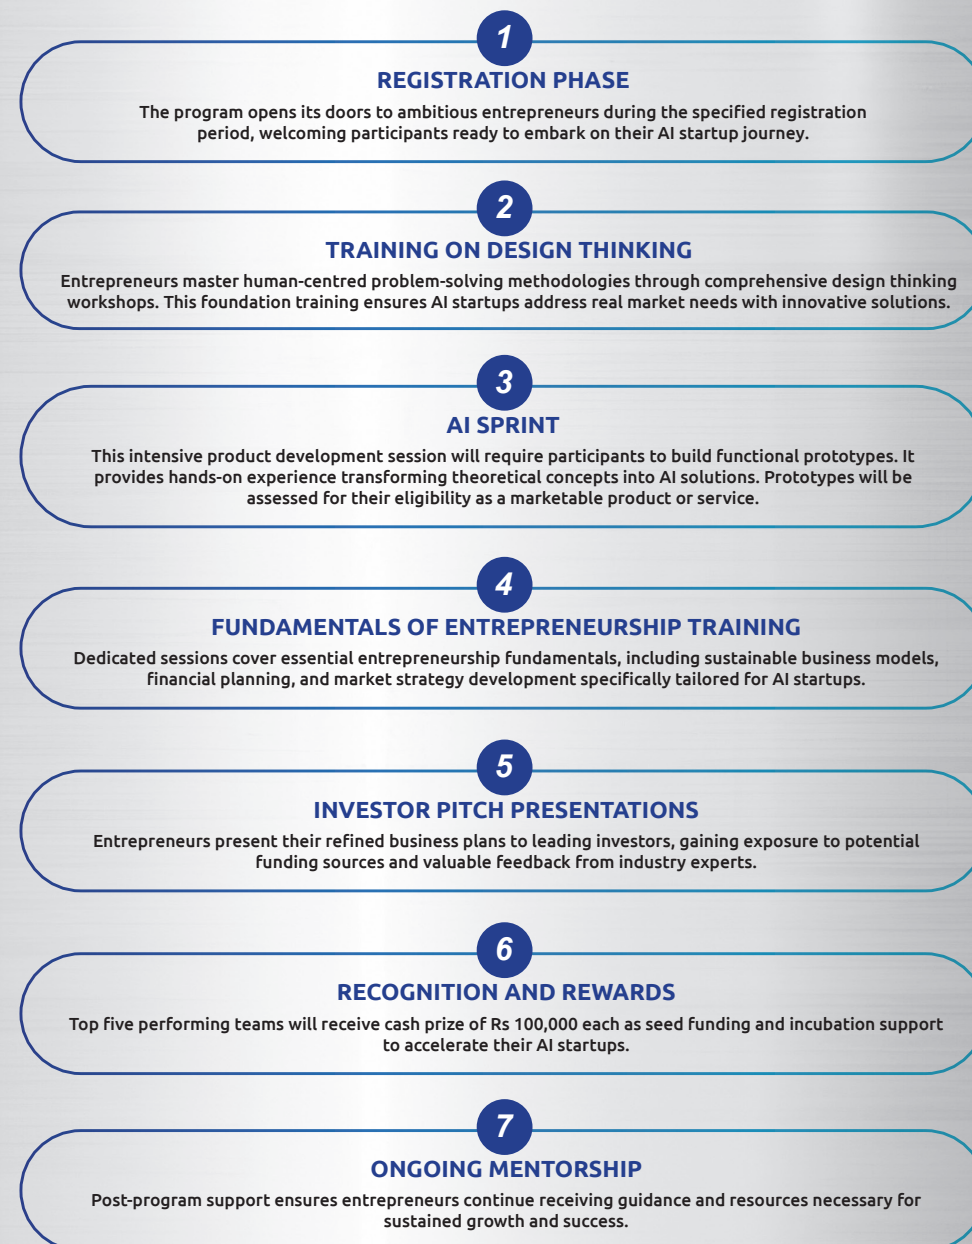 1
REGISTRATION PHASE
The program opens its doors to ambitious entrepreneurs during the specified registration
period, welcoming participants ready to embark on their AI startup journey.
2
TRAINING ON DESIGN THINKING
Entrepreneurs master human-centred problem-solving methodologies through comprehensive design thinking
workshops. This foundation training ensures AI startups address real market needs with innovative solutions.
3
AI SPRINT
This intensive product development session will require participants to build functional prototypes. It
provides hands-on experience transforming theoretical concepts into AI solutions. Prototypes will be
assessed for their eligibility as a marketable product or service.
4
FUNDAMENTALS OF ENTREPRENEURSHIP TRAINING
Dedicated sessions cover essential entrepreneurship fundamentals, including sustainable business models,
financial planning, and market strategy development specifically tailored for AI startups.
5
INVESTOR PITCH PRESENTATIONS
Entrepreneurs present their refined business plans to leading investors, gaining exposure to potential
funding sources and valuable feedback from industry experts.
6
RECOGNITION AND REWARDS
Top five performing teams will receive cash prize of Rs 100,000 each as seed funding and incubation support
to accelerate their AI startups.
7
ONGOING MENTORSHIP
Post-program support ensures entrepreneurs continue receiving guidance and resources necessary for
sustained growth and success.